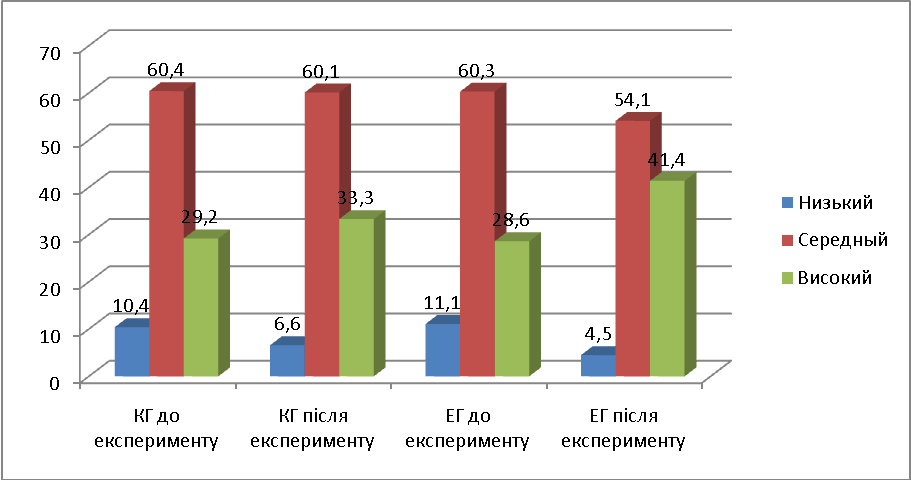 70
60
50
40
30
20
10
0
60,4
60,1
60,3
54,1
29,2
33,3
28,6
41,4
10,4
6,6
11,1
4,5
КГ до
експерименту
КГ після
експерименту
ЕГ до
експерименту
ЕГ після
експерименту
Низький
Середный
Високий